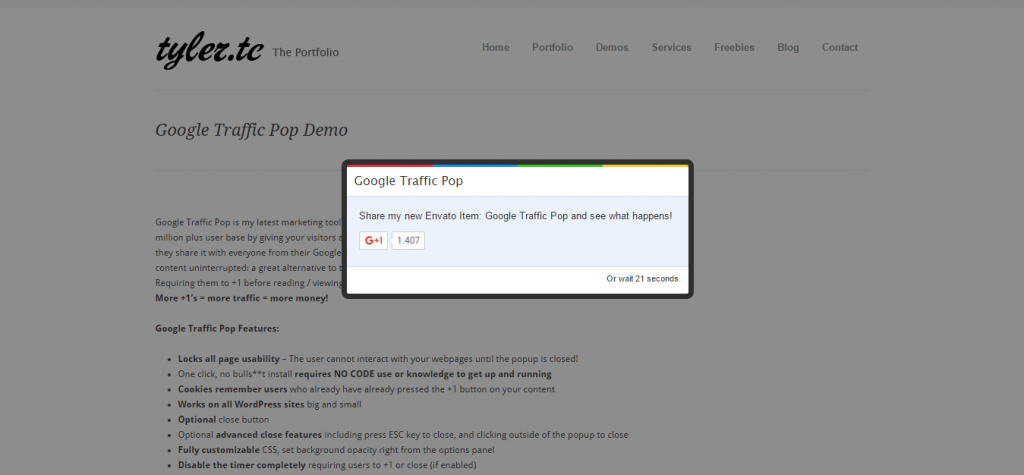 tyler.tc The Portfolio
Home Portfolio Demos Services Freebies Blog Contact
Google Traffic Pop Demo
Google Traffic Pop
Share my new Envato Item: Google Traffic Pop and see what happens!
G+1 1.407
Or wait 21 seconds.
Google Traffic Pop is my latest marketing tool
million plus user base by giving your visitors
they share it with everyone from their Google
content uninterrupted: a great alternative to
Requiring them to +1 before reading / viewing
More +1's = more traffic = more money!
Google Traffic Pop Features:
Locks all page usability – The user cannot interact with your webpages until the popup is closed!
One click, no bulls**t install requires NO CODE use or knowledge to get up and running
Cookies remember users who already have already pressed the +1 button on your content
Works on all WordPress sites big and small
Optional close button
Optional advanced close features including press ESC key to close, and clicking outside of the popup to close
Fully customizable CSS, set background opacity right from the options panel
Disable the timer completely requiring users to +1 or close (if enabled)